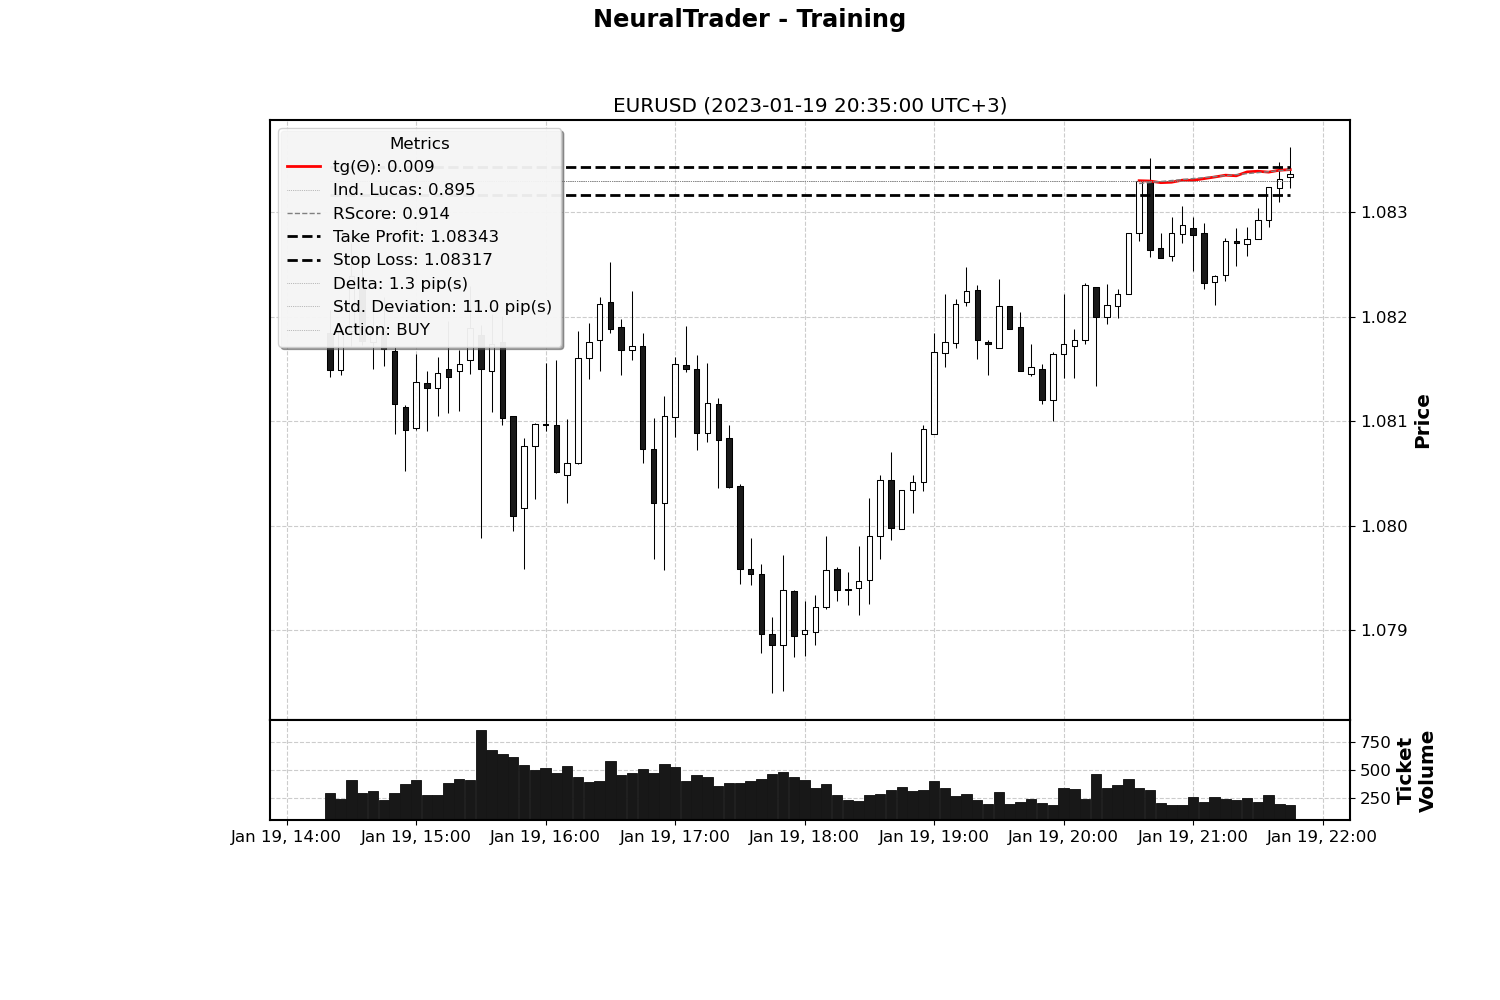 NeuralTrader - Training
EURUSD (2023-01-19 20:35:00 UTC+3)
Metrics
tg(Θ): 0.009
Ind. Lucas: 0.895
RScore: 0.914
Take Profit: 1.08343
Stop Loss: 1.08317
Delta: 1.3 pip(s)
Std. Deviation: 11.0 pip(s)
Action: BUY
1.083
1.082
1.081
1.080
1.079
Price
750
500
250
Ticket
Volume
Jan 19, 14:00
Jan 19, 15:00
Jan 19, 16:00
Jan 19, 17:00
Jan 19, 18:00
Jan 19, 19:00
Jan 19, 20:00
Jan 19, 21:00
Jan 19, 22:00